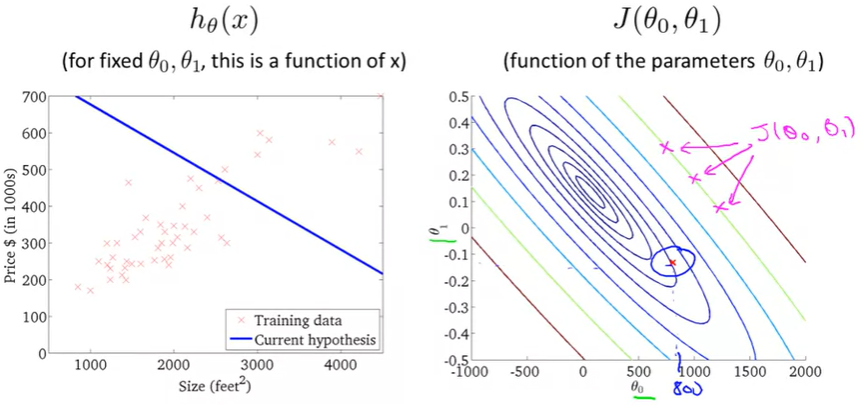 hθ(x)
(for fixed θ₀, θ₁, this is a function of x)
700
600
500
400
300
200
100
0
Price $ (in 1000s)
1000
2000
3000
4000
Size (feet²)
Training data
Current hypothesis
J(θ₀, θ₁)
(function of the parameters θ₀, θ₁)
0.5
0.4
0.3
0.2
0.1
0
-0.1
-0.2
-0.3
-0.4
-0.5
θ₁
-1000
-500
0
500
1000
1500
2000
θ₀
800
J(θ₀, θ₁)